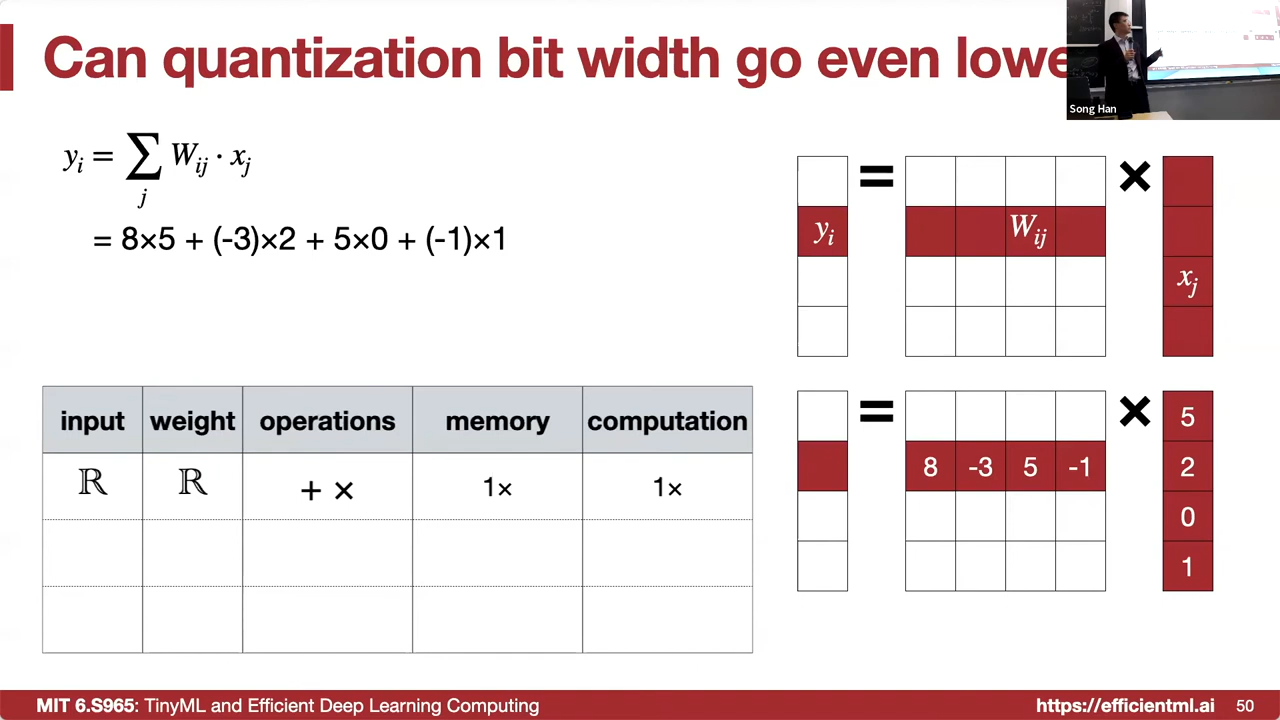 Can quantization bit width go even lowe
Song Han
y_i = ∑_j W_ij · x_j
= 8×5 + (-3)×2 + 5×0 + (-1)×1
= ×
y_i W_ij
x_j
input weight operations memory computation
ℝ ℝ + × 1× 1×
= ×
5
8 -3 5 -1 2
0
1
MIT 6.S965: TinyML and Efficient Deep Learning Computing https://efficientml.ai 50